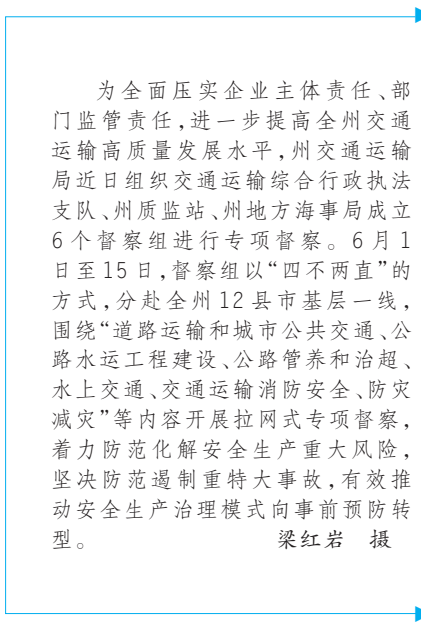 为全面压实企业主体责任、部
门监管责任,进一步提高全州交通
运输高质量发展水平,州交通运输
局近日组织交通运输综合行政执法
支队、州质监站、州地方海事局成立
6个督察组进行专项督察。6月1
日至15日,督察组以“四不两直”的
方式,分赴全州12县市基层一线,
围绕“道路运输和城市公共交通、公
路水运工程建设、公路管养和治超、
水上交通、交通运输消防安全、防灾
减灾”等内容开展拉网式专项督察,
着力防范化解安全生产重大风险,
坚决防范遏制重特大事故,有效推
动安全生产治理模式向事前预防转
型。 梁红岩 摄